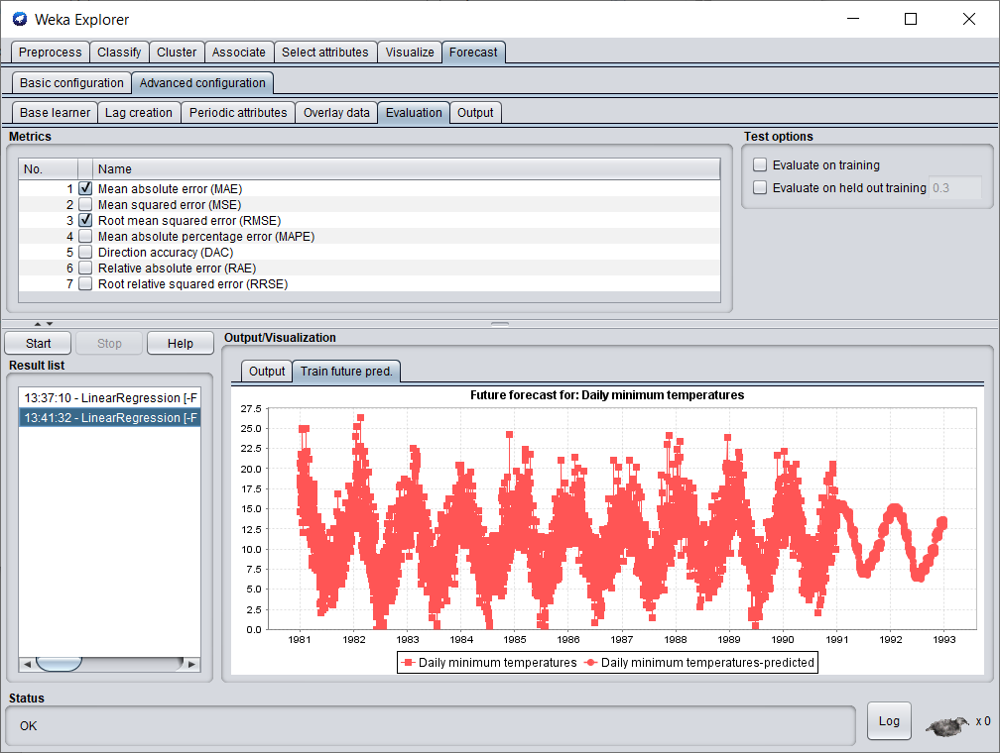 Weka Explorer
Preprocess Classify Cluster Associate Select attributes Visualize Forecast
Basic configuration Advanced configuration
Base learner Lag creation Periodic attributes Overlay data Evaluation Output
Metrics
No. Name
1 Mean absolute error (MAE)
2 Mean squared error (MSE)
3 Root mean squared error (RMSE)
4 Mean absolute percentage error (MAPE)
5 Direction accuracy (DAC)
6 Relative absolute error (RAE)
7 Root relative squared error (RRSE)
Test options
Evaluate on training
Evaluate on held out training 0.3
Start Stop Help
Result list
13:37:10 - LinearRegression [-F
13:41:32 - LinearRegression [-F
Output/Visualization
Output Train future pred.
Future forecast for: Daily minimum temperatures
27.5
25.0
22.5
20.0
17.5
15.0
12.5
10.0
7.5
5.0
2.5
0.0
1981 1982 1983 1984 1985 1986 1987 1988 1989 1990 1991 1992 1993
Daily minimum temperatures Daily minimum temperatures-predicted
Status
OK
Log
x 0